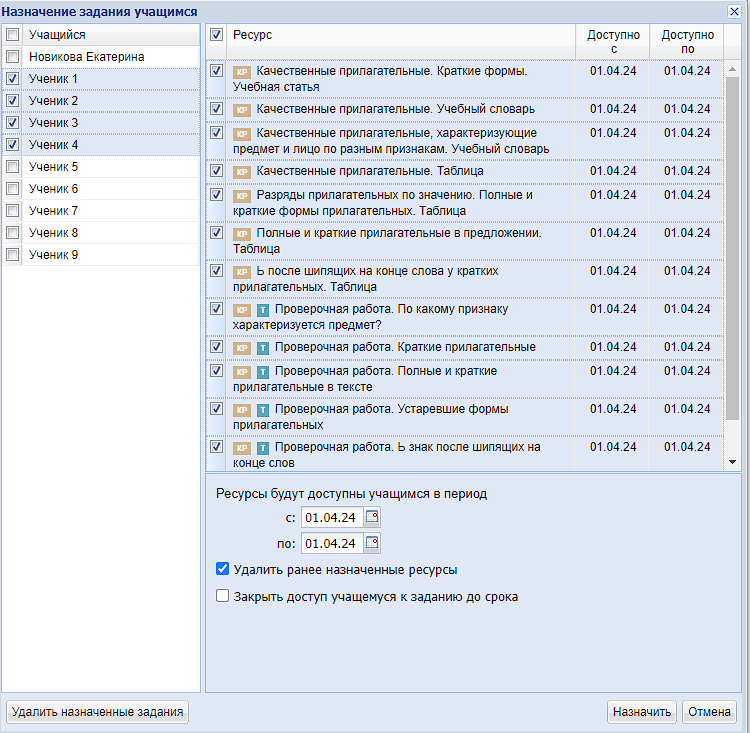 Назначение задания учащимся
Учащийся
Новикова Екатерина
Ученик 1
Ученик 2
Ученик 3
Ученик 4
Ученик 5
Ученик 6
Ученик 7
Ученик 8
Ученик 9
Ресурс
Доступно
с
Доступно
по
КР Качественные прилагательные. Краткие формы. 01.04.24 01.04.24
Учебная статья
КР Качественные прилагательные. Учебный словарь 01.04.24 01.04.24
КР Качественные прилагательные, характеризующие 01.04.24 01.04.24
предмет и лицо по разным признакам. Учебный словарь
КР Качественные прилагательные. Таблица 01.04.24 01.04.24
КР Разряды прилагательных по значению. Полные и 01.04.24 01.04.24
краткие формы прилагательных. Таблица
КР Полные и краткие прилагательные в предложении. 01.04.24 01.04.24
Таблица
КР Ь после шипящих на конце слова у кратких 01.04.24 01.04.24
прилагательных. Таблица
КР Т Проверочная работа. По какому признаку 01.04.24 01.04.24
характеризуется предмет?
КР Т Проверочная работа. Краткие прилагательные 01.04.24 01.04.24
КР Т Проверочная работа. Полные и краткие 01.04.24 01.04.24
прилагательные в тексте
КР Т Проверочная работа. Устаревшие формы 01.04.24 01.04.24
прилагательных
КР Т Проверочная работа. Ь знак после шипящих на 01.04.24 01.04.24
конце слов
Ресурсы будут доступны учащимся в период
с: 01.04.24
по: 01.04.24
Удалить ранее назначенные ресурсы
Закрыть доступ учащемуся к заданию до срока
Удалить назначенные задания
Назначить
Отмена